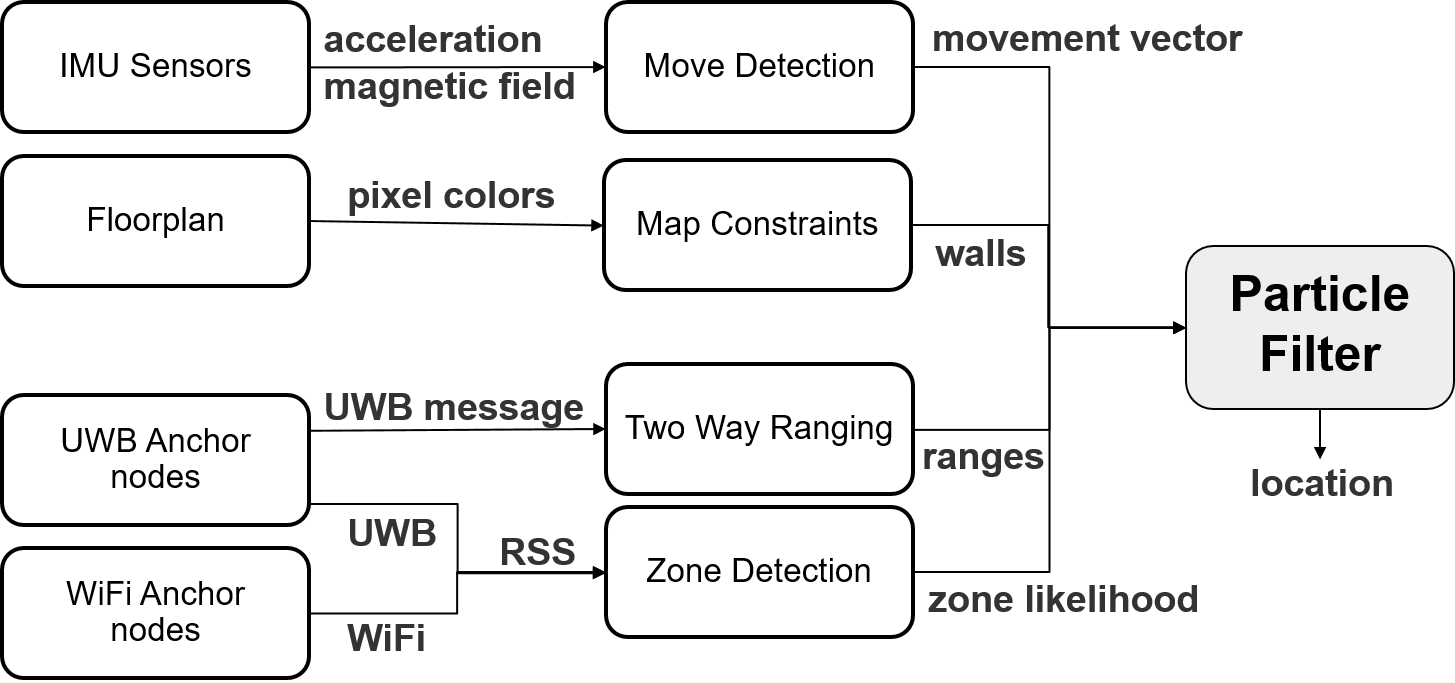 IMU Sensors
acceleration
magnetic field
Move Detection
movement vector
Floorplan
pixel colors
Map Constraints
walls
Particle
Filter
location
UWB Anchor
nodes
UWB message
Two Way Ranging
ranges
UWB
RSS
Zone Detection
zone likelihood
WiFi Anchor
nodes
WiFi